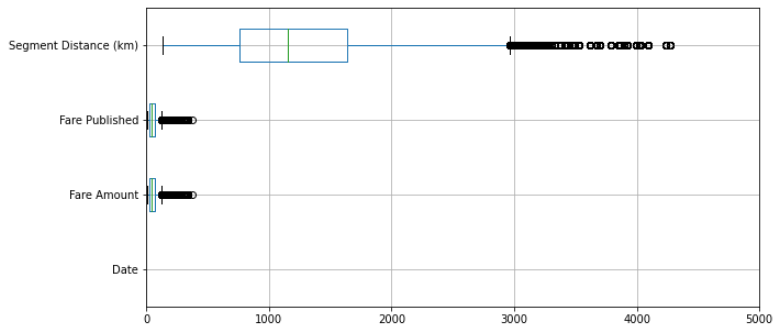 Segment Distance (km)
Fare Published
Fare Amount
Date
0 1000 2000 3000 4000 5000